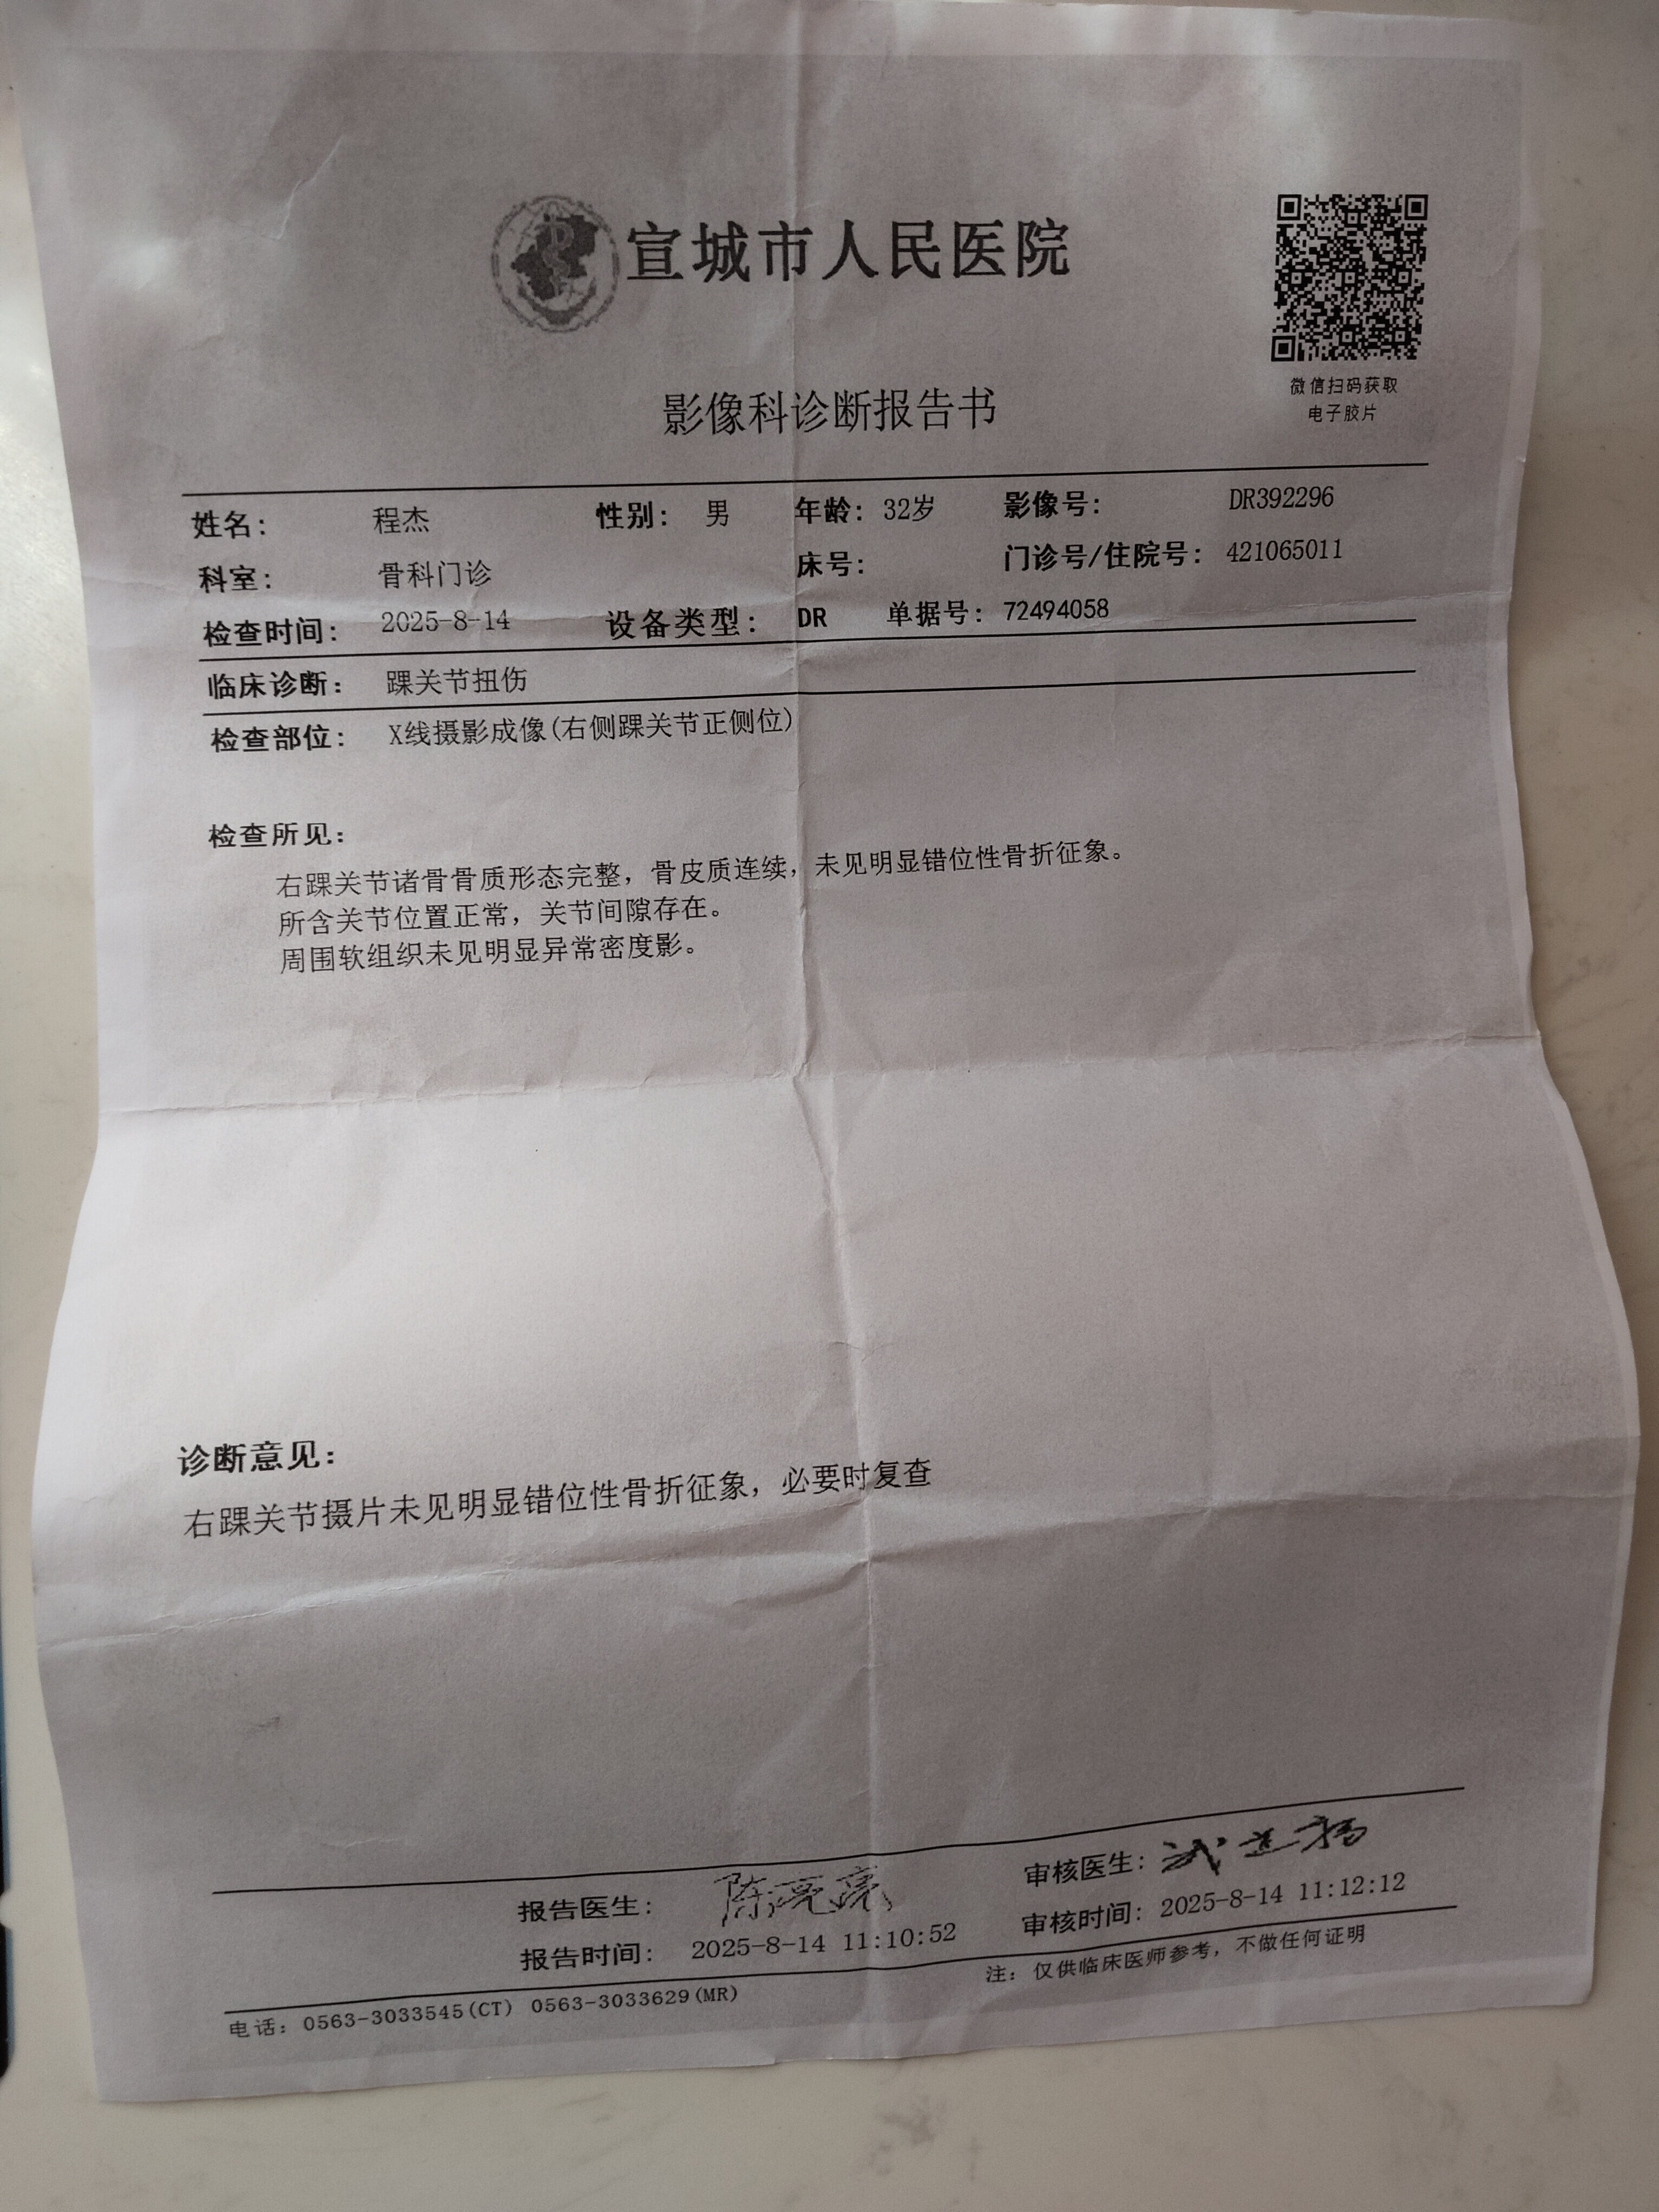 宣城市人民医院
微信扫码获取
电子胶片
影像科诊断报告书
姓名: 程杰 性别: 男 年龄: 32岁 影像号: DR392296
科室: 骨科门诊 床号: 门诊号/住院号: 421065011
检查时间: 2025-8-14 设备类型: DR 单据号: 72494058
临床诊断: 踝关节扭伤
检查部位: X线摄影成像(右侧踝关节正侧位)
检查所见:
右踝关节诸骨骨质形态完整，骨皮质连续，未见明显错位性骨折征象。
所含关节位置正常，关节间隙存在。
周围软组织未见明显异常密度影。
诊断意见:
右踝关节摄片未见明显错位性骨折征象，必要时复查
报告医生: 陈亮亮 审核医生:
报告时间: 2025-8-14 11:10:52 审核时间: 2025-8-14 11:12:12
电话: 0563-3033545(CT) 0563-3033629(MR) 注: 仅供临床医师参考，不做任何证明